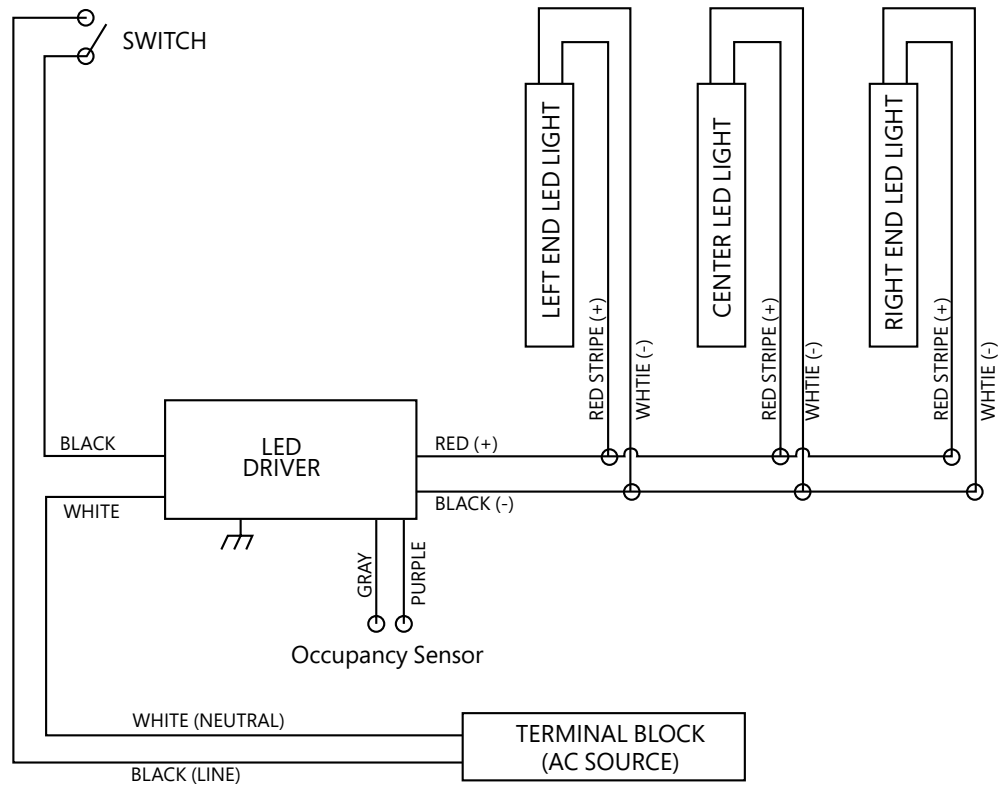 SWITCH
LEFT END LED LIGHT
CENTER LED LIGHT
RIGHT END LED LIGHT
RED STRIPE (+)
WHTIE (-)
RED STRIPE (+)
WHTIE (-)
RED STRIPE (+)
WHTIE (-)
BLACK
LED
DRIVER
RED (+)
WHITE
BLACK (-)
GRAY
PURPLE
Occupancy Sensor
WHITE (NEUTRAL)
TERMINAL BLOCK
(AC SOURCE)
BLACK (LINE)